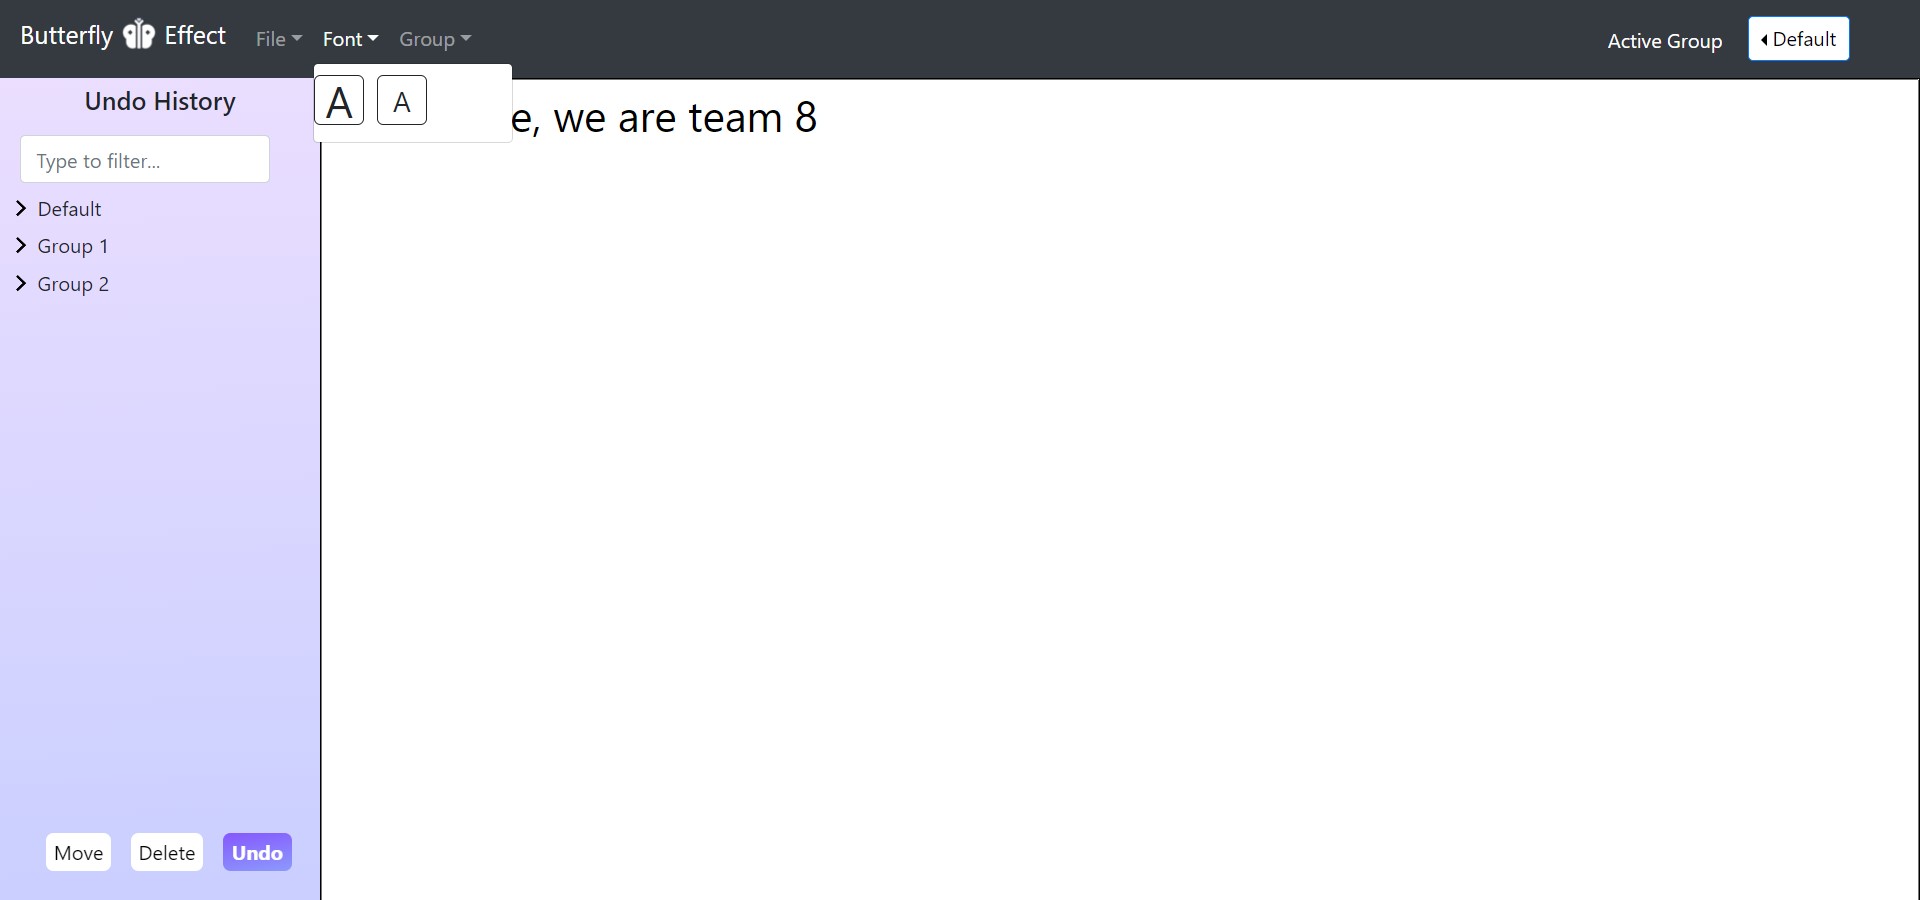 Butterfly Effect File Font Group Active Group Default
Undo History
A A
e, we are team 8
Type to filter...
Default
Group 1
Group 2
Move Delete Undo